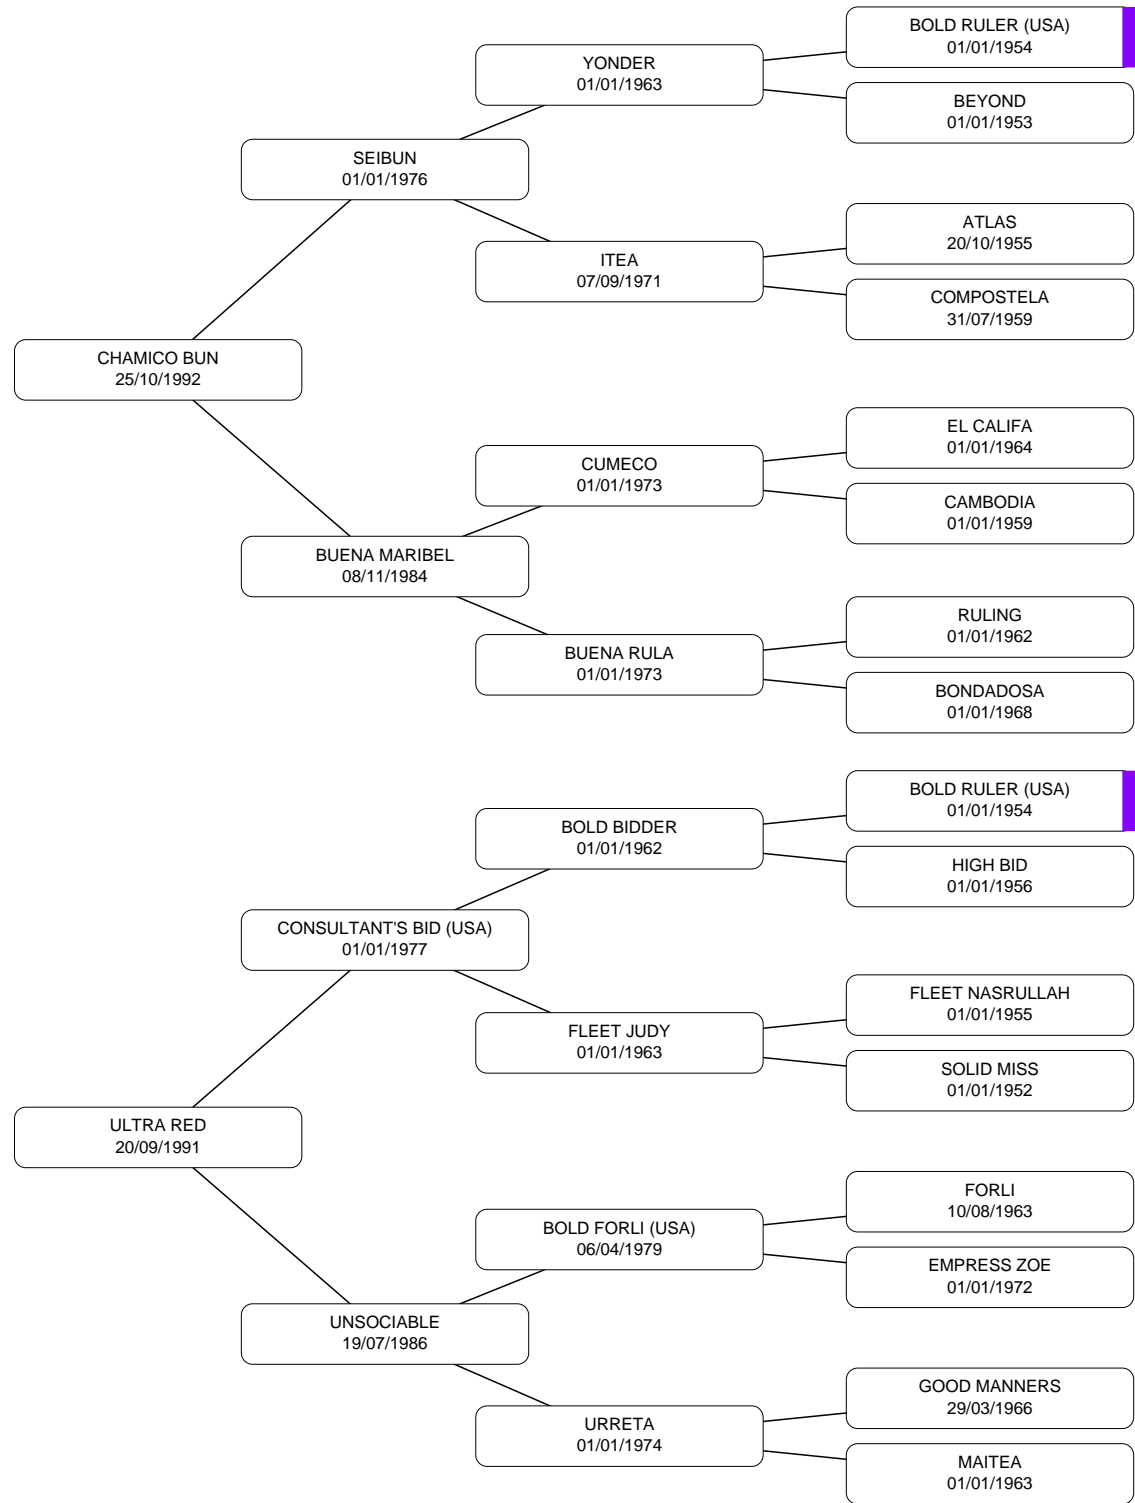 BOLD RULER (USA)
01/01/1954
YONDER
01/01/1963
BEYOND
01/01/1953
SEIBUN
01/01/1976
ATLAS
20/10/1955
ITEA
07/09/1971
COMPOSTELA
31/07/1959
CHAMICO BUN
25/10/1992
EL CALIFA
01/01/1964
CUMECO
01/01/1973
CAMBODIA
01/01/1959
BUENA MARIBEL
08/11/1984
RULING
01/01/1962
BUENA RULA
01/01/1973
BONDADOSA
01/01/1968
BOLD RULER (USA)
01/01/1954
BOLD BIDDER
01/01/1962
HIGH BID
01/01/1956
CONSULTANT'S BID (USA)
01/01/1977
FLEET NASRULLAH
01/01/1955
FLEET JUDY
01/01/1963
SOLID MISS
01/01/1952
ULTRA RED
20/09/1991
FORLI
10/08/1963
BOLD FORLI (USA)
06/04/1979
EMPRESS ZOE
01/01/1972
UNSOCIABLE
19/07/1986
GOOD MANNERS
29/03/1966
URRETA
01/01/1974
MAITEA
01/01/1963